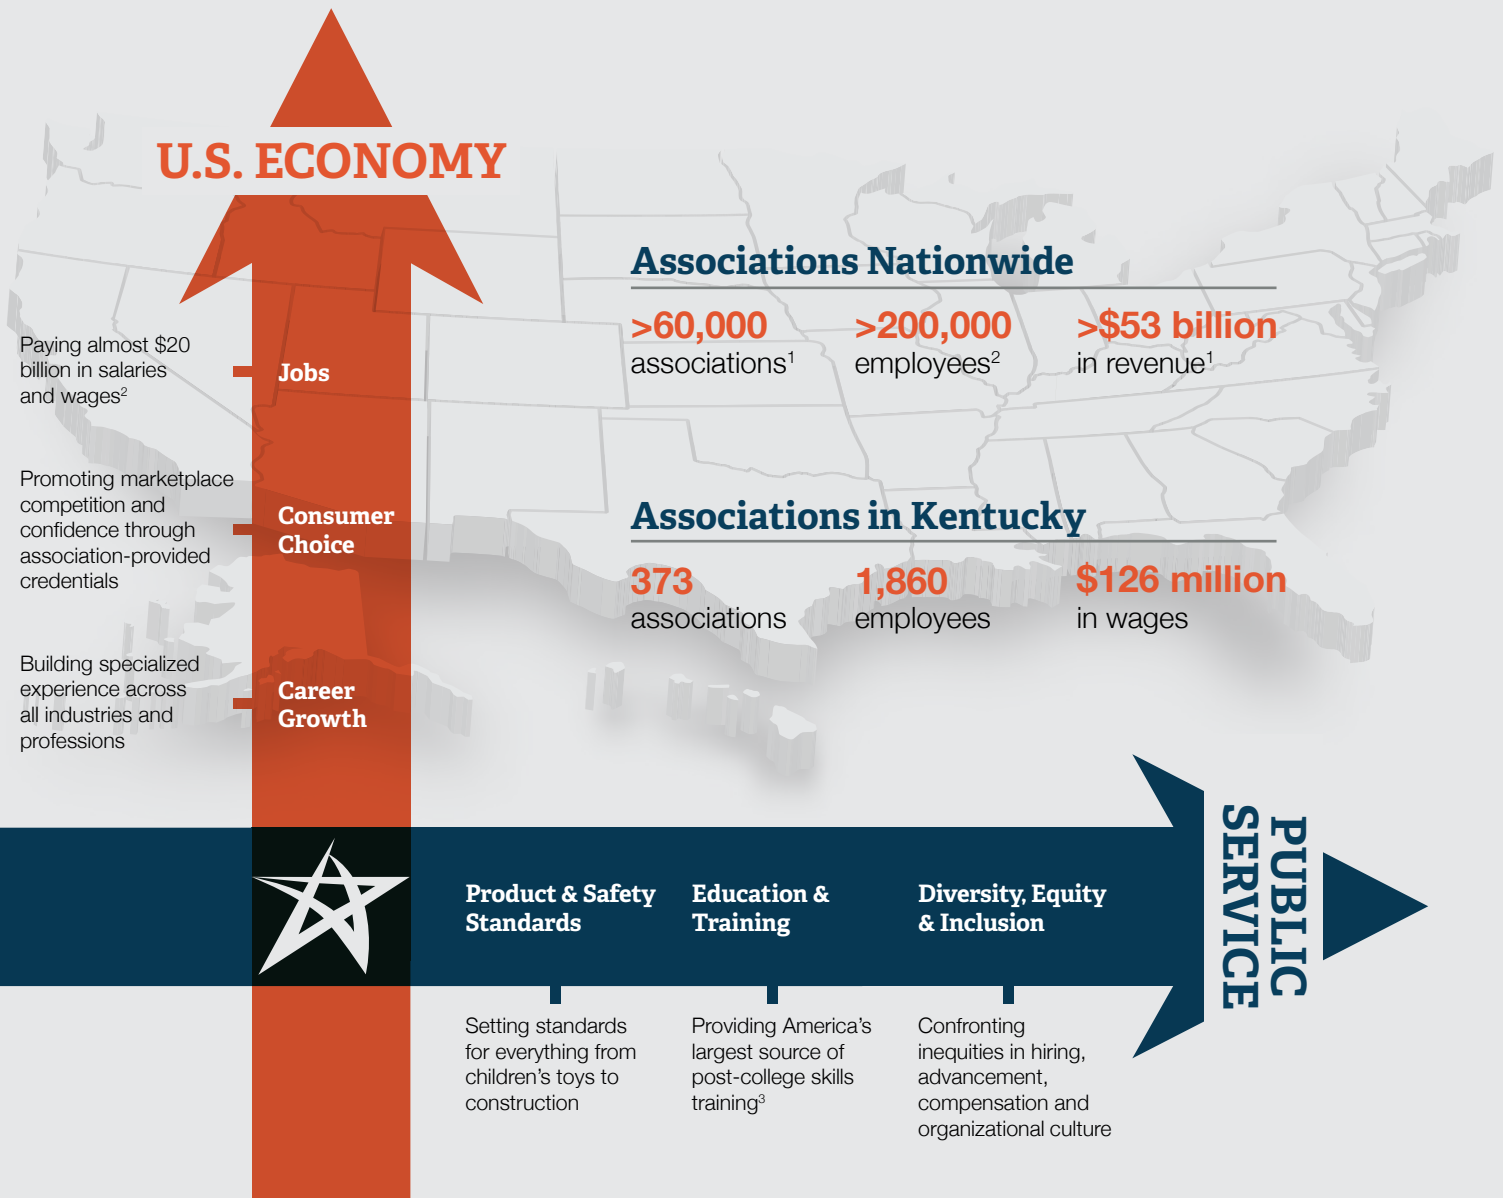 U.S. ECONOMY
Paying almost $20
billion in salaries
and wages2
Jobs
Promoting marketplace
competition and
confidence through
association-provided
credentials
Consumer
Choice
Building specialized
experience across
all industries and
professions
Career
Growth
Associations Nationwide
>60,000
associations1
>200,000
employees2
>$53 billion
in revenue1
Associations in Kentucky
373
associations
1,860
employees
$126 million
in wages
Product & Safety
Standards
Education &
Training
Diversity, Equity
& Inclusion
PUBLIC
SERVICE
Setting standards
for everything from
children’s toys to
construction
Providing America’s
largest source of
post-college skills
training3
Confronting
inequities in hiring,
advancement,
compensation and
organizational culture